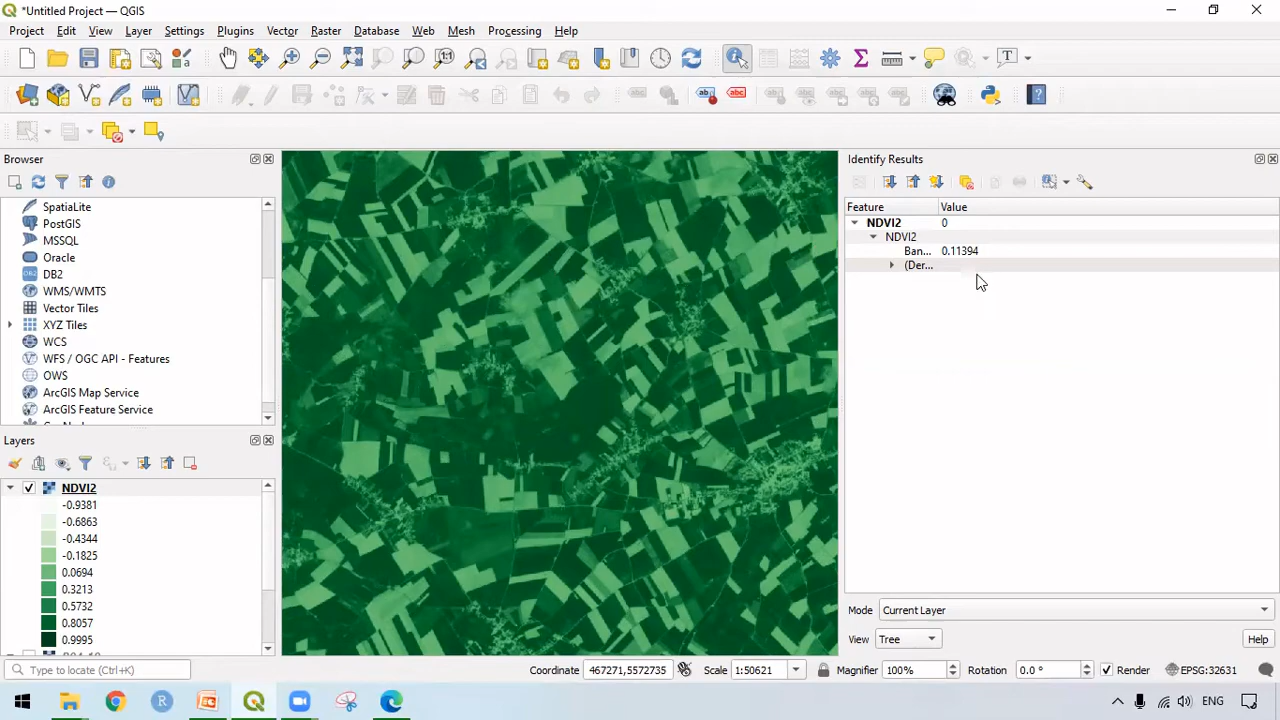 *Untitled Project — QGIS
Project Edit View Layer Settings Plugins Vector Raster Database Web Mesh Processing Help
Browser
SpatiaLite
PostGIS
MSSQL
Oracle
DB2
WMS/WMTS
Vector Tiles
XYZ Tiles
WCS
WFS / OGC API - Features
OWS
ArcGIS Map Service
ArcGIS Feature Service
Layers
NDVI2
-0.9381
-0.6863
-0.4344
-0.1825
0.0694
0.3213
0.5732
0.8057
0.9995
Identify Results
Feature Value
NDVI2 0
NDVI2
Ban... 0.11394
(Der...
Mode Current Layer
View Tree Help
Type to locate (Ctrl+K) Coordinate 467271,5572735 Scale 1:50621 Magnifier 100% Rotation 0.0 ° Render EPSG:32631
ENG